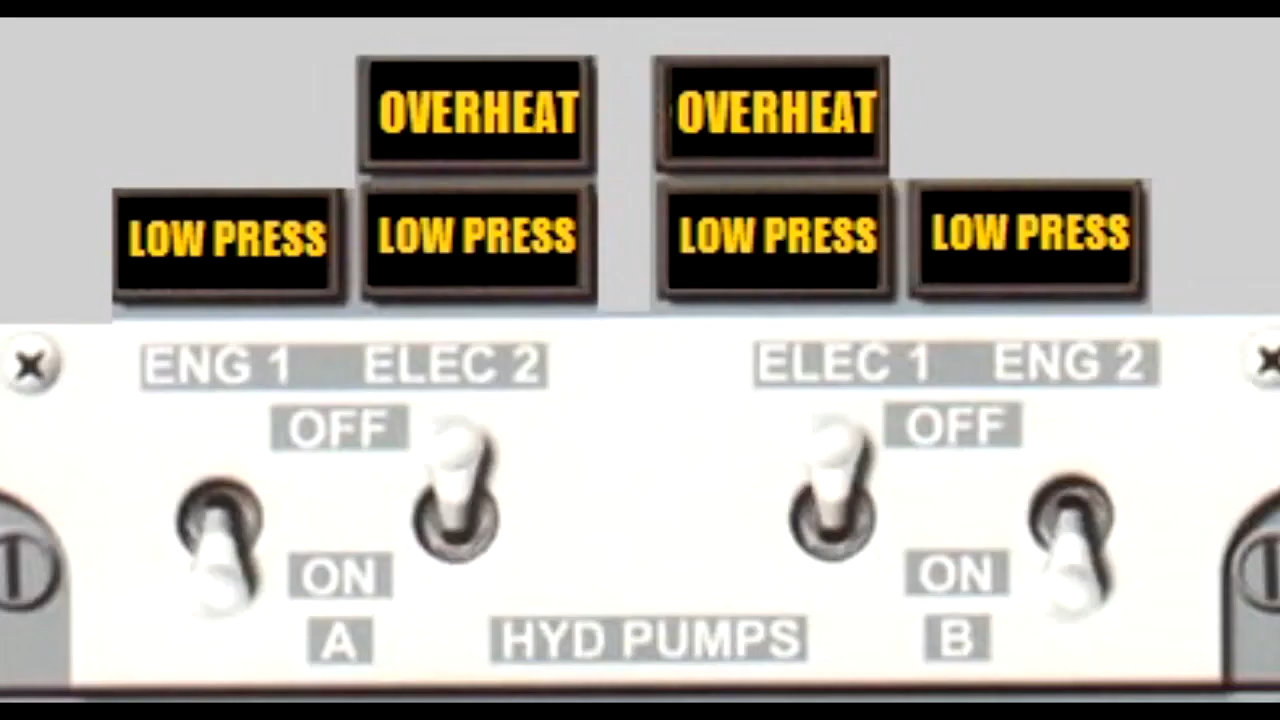 OVERHEAT OVERHEAT
LOW PRESS LOW PRESS LOW PRESS LOW PRESS
ENG 1 ELEC 2 ELEC 1 ENG 2
OFF OFF
ON ON
A HYD PUMPS B